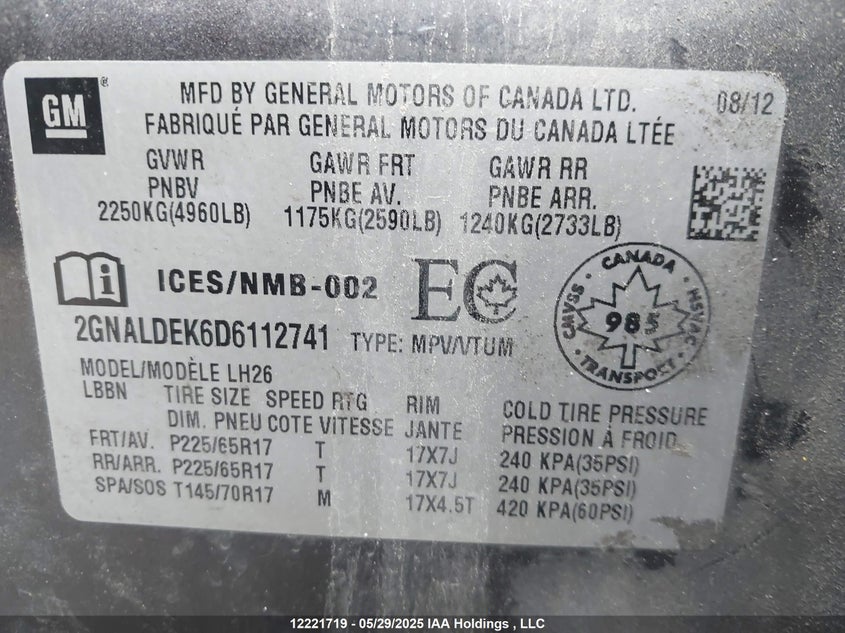 GM ®
MFD BY GENERAL MOTORS OF CANADA LTD. 08/12
FABRIQUÉ PAR GENERAL MOTORS DU CANADA LTÉE
GVWR GAWR FRT GAWR RR
PNBV PNBE AV. PNBE ARR.
2250KG(4960LB) 1175KG(2590LB) 1240KG(2733LB)
i ICES/NMB-002 EC
CANADA
CMVSS NSVAC
985
TRANSPORT
2GNALDEK6D6112741 TYPE: MPV/VTUM
MODEL/MODÈLE LH26
LBBN TIRE SIZE SPEED RTG RIM COLD TIRE PRESSURE
DIM. PNEU COTE VITESSE JANTE PRESSION À FROID
FRT/AV. P225/65R17 T 17X7J 240 KPA(35PSI)
RR/ARR. P225/65R17 T 17X7J 240 KPA(35PSI)
SPA/SOS T145/70R17 M 17X4.5T 420 KPA(60PSI)
12221719 - 05/29/2025 IAA Holdings , LLC